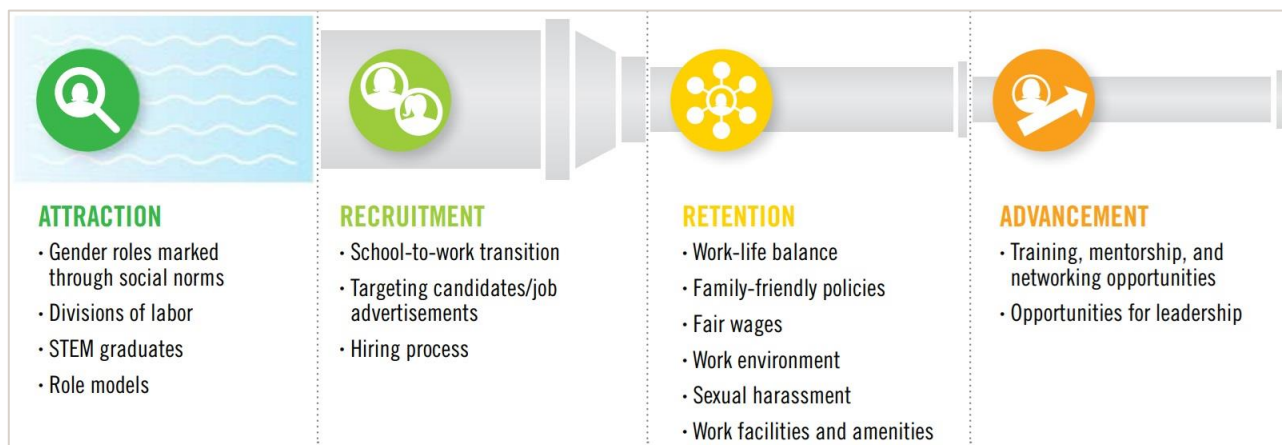 ATTRACTION
· Gender roles marked
through social norms
· Divisions of labor
· STEM graduates
· Role models
RECRUITMENT
· School-to-work transition
· Targeting candidates/job
advertisements
· Hiring process
RETENTION
· Work-life balance
· Family-friendly policies
· Fair wages
· Work environment
· Sexual harassment
· Work facilities and amenities
ADVANCEMENT
· Training, mentorship, and
networking opportunities
· Opportunities for leadership